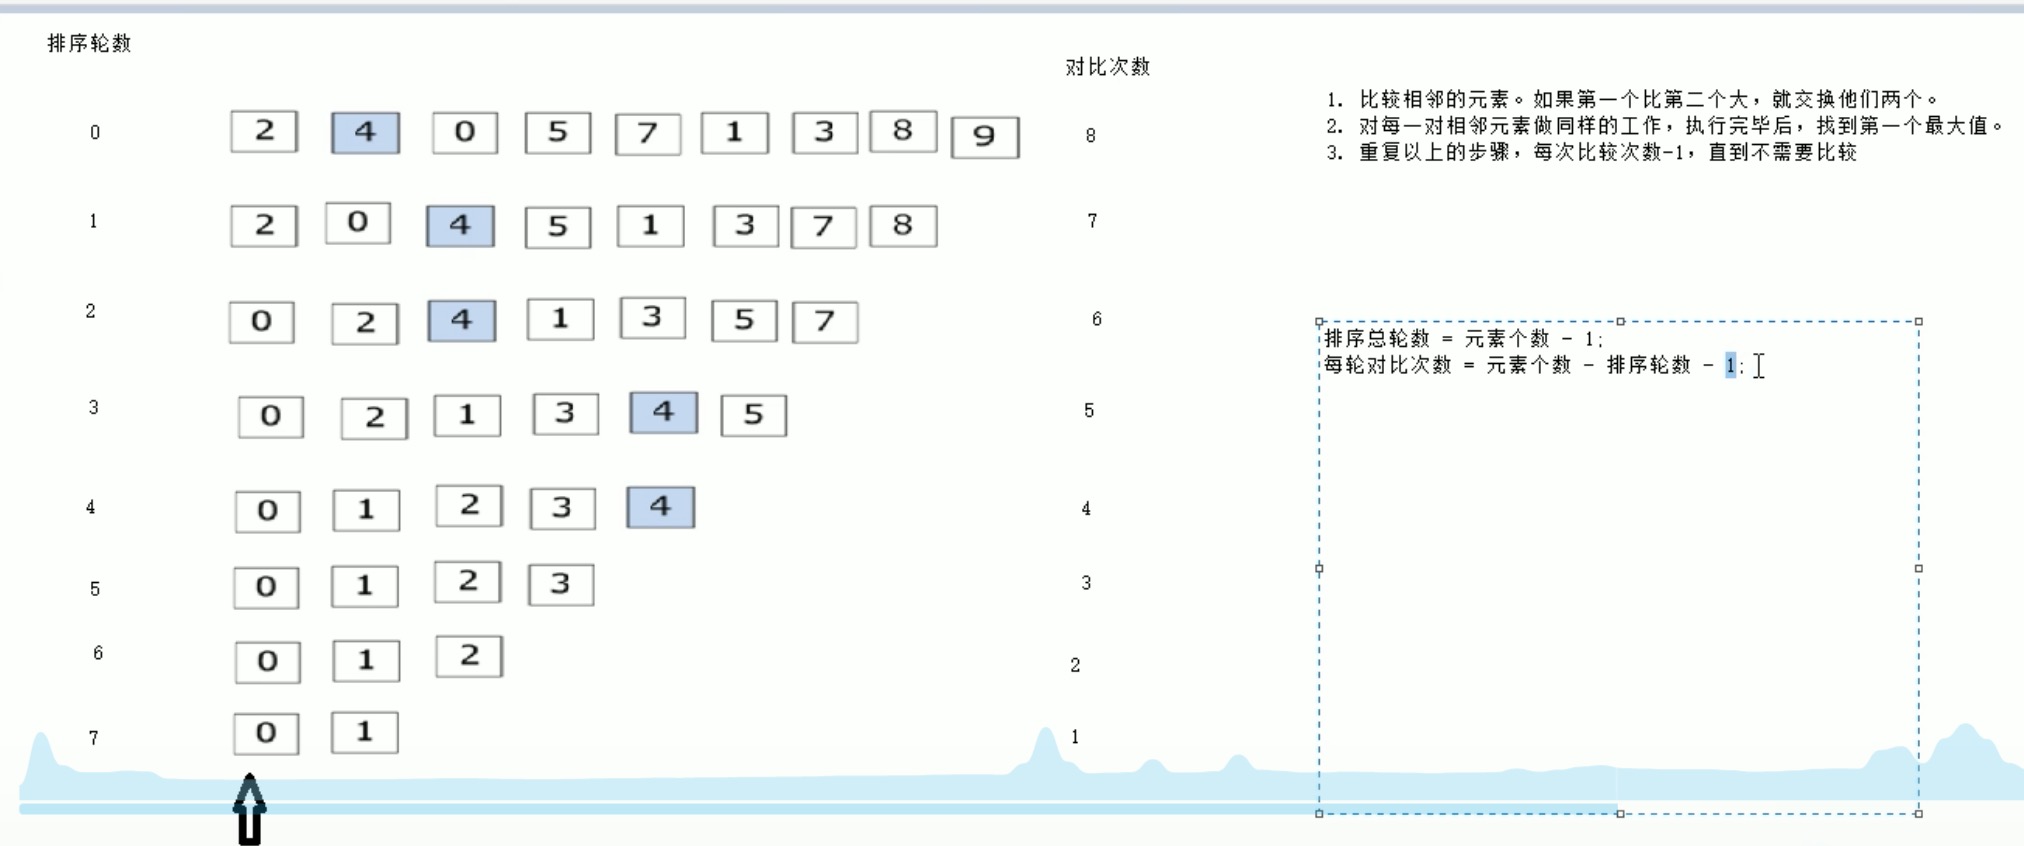 排序轮数
对比次数
0 2 4 0 5 7 1 3 8 9 8
1 2 0 4 5 1 3 7 8 7
2 0 2 4 1 3 5 7 6
3 0 2 1 3 4 5 5
4 0 1 2 3 4 4
5 0 1 2 3 3
6 0 1 2 2
7 0 1 1
1. 比较相邻的元素。如果第一个比第二个大，就交换他们两个。
2. 对每一对相邻元素做同样的工作，执行完毕后，找到第一个最大值。
3. 重复以上的步骤，每次比较次数-1，直到不需要比较
排序总轮数 = 元素个数 - 1;
每轮对比次数 = 元素个数 - 排序轮数 - 1;